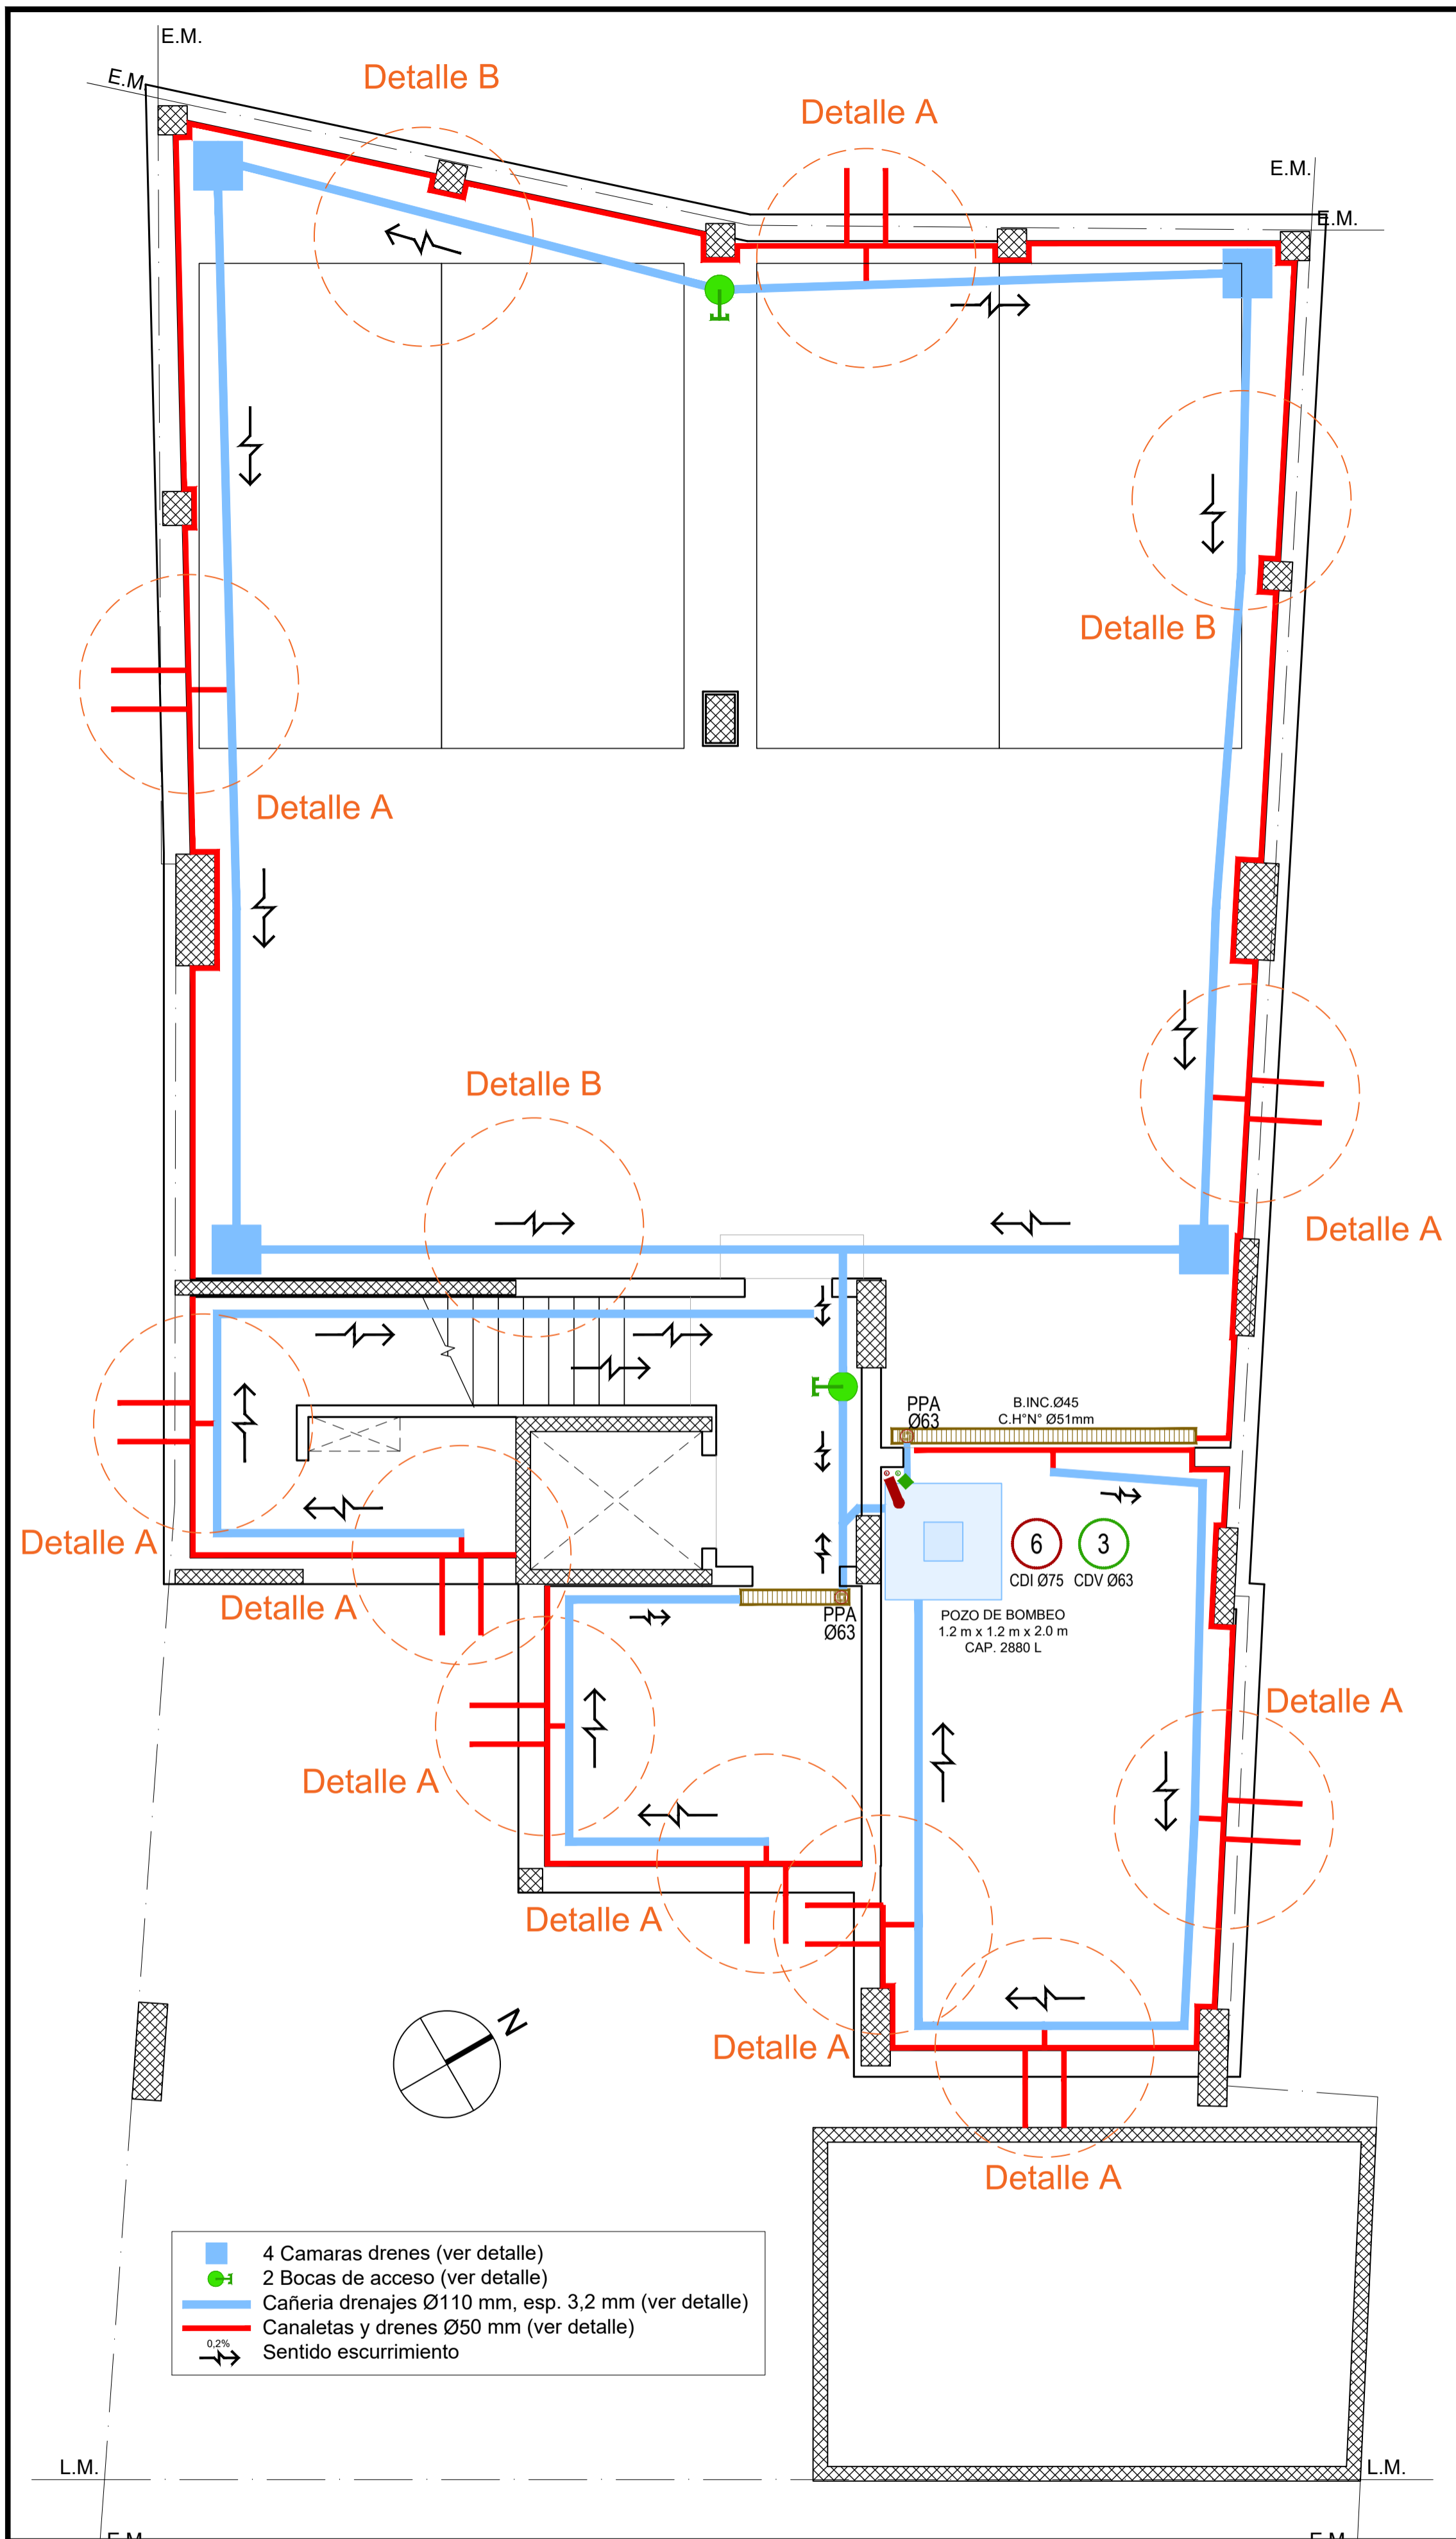 E.M.
E.M.
Detalle B
Detalle A
E.M.
E.M.
Detalle B
Detalle A
Detalle B
Detalle A
PPA
Ø63
B.INC.Ø45
C.H°N° Ø51mm
A
Detalle A
6
3
CDI Ø75
CDV Ø63
Detalle A
PPA
Ø63
POZO DE BOMBEO
1.2 m x 1.2 m x 2.0 m
CAP. 2880 L
Detalle A
Detalle A
Detalle A
N
Detalle A
Detalle A
4 Camaras drenes (ver detalle)
2 Bocas de acceso (ver detalle)
Cañeria drenajes Ø110 mm, esp. 3,2 mm (ver detalle)
Canaletas y drenes Ø50 mm (ver detalle)
0,2%
Sentido escurrimiento
L.M.
L.M.
E.M.
E.M.